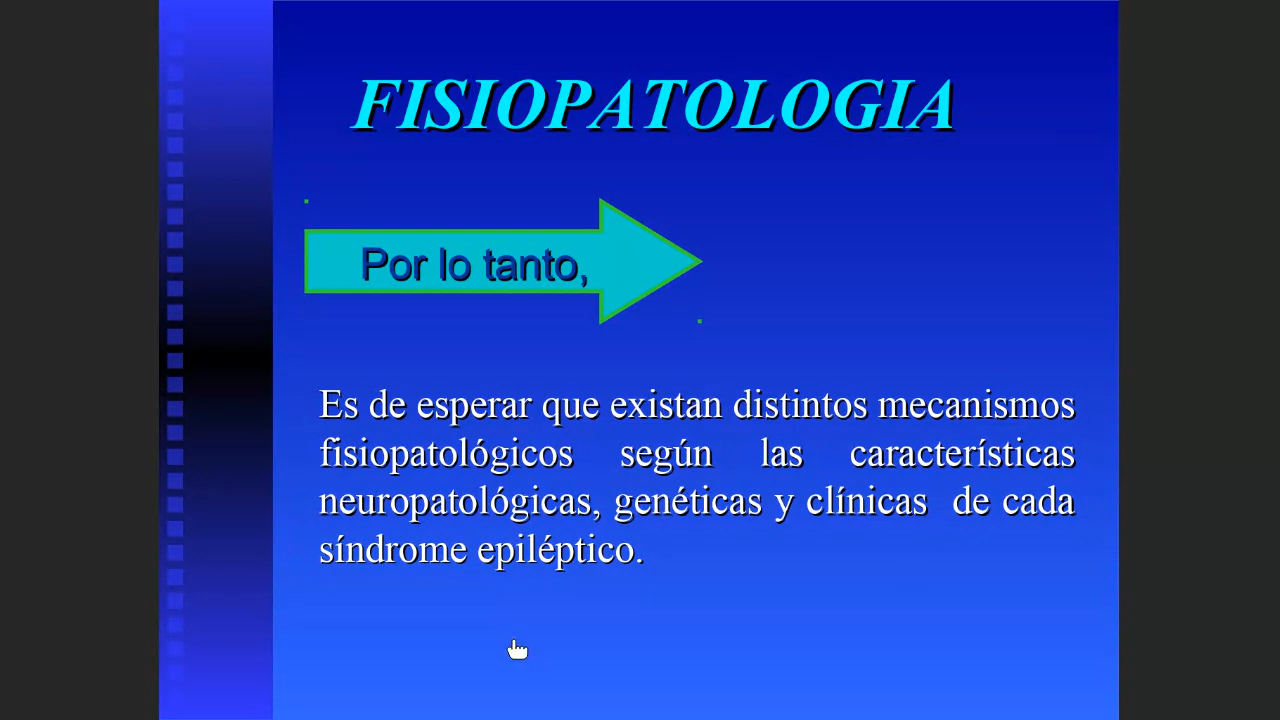 FISIOPATOLOGIA
Por lo tanto,
Es de esperar que existan distintos mecanismos
fisiopatológicos según las características
neuropatológicas, genéticas y clínicas de cada
síndrome epiléptico.